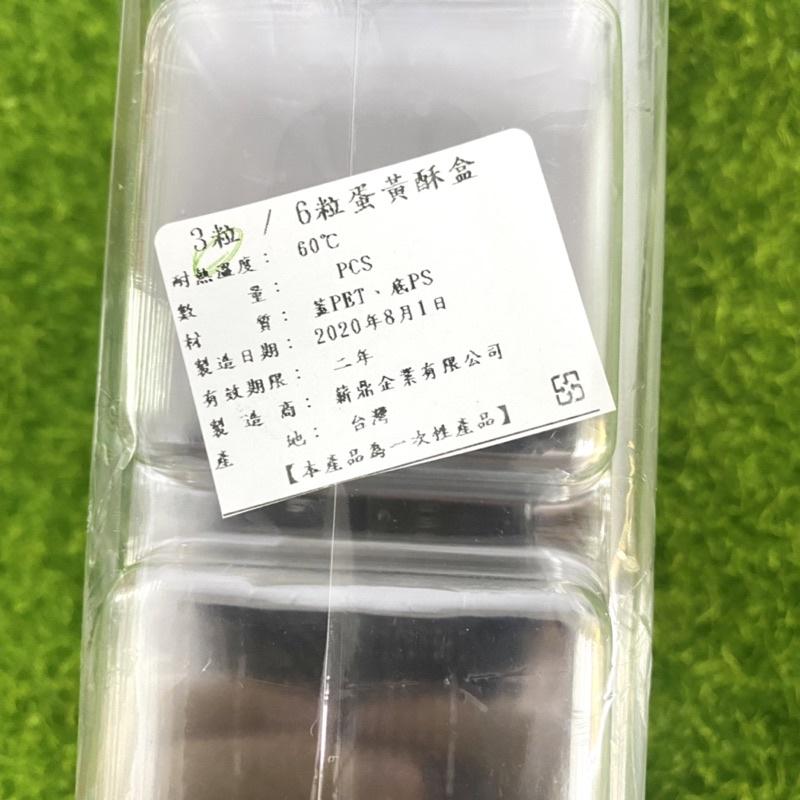 3粒 / 6粒蛋黃酥盒
耐熱溫度： 60℃
數 量： PCS
材 質： 蓋PET、底PS
製造日期： 2020年8月1日
有效期限： 二年
製 造 商： 薪鼎企業有限公司
產 地： 台灣
【本產品為一次性產品】